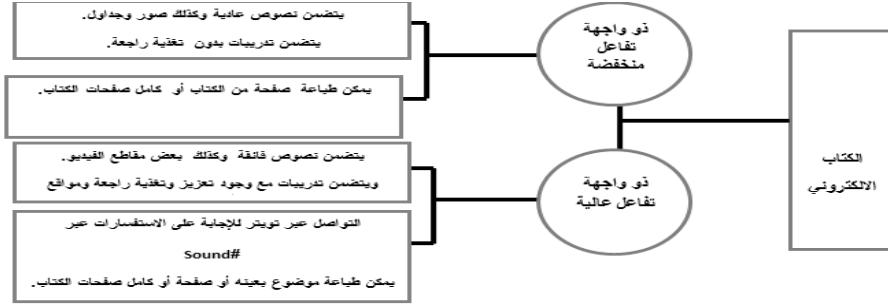 الكتاب
الالكتروني
ذو واجهة
تفاعل
منخفضة
يتضمن نصوص عادية وكذلك صور وجداول.
يتضمن تدريبات بدون تغذية راجعة.
يمكن طباعة صفحة من الكتاب أو كامل صفحات الكتاب.
ذو واجهة
تفاعل عالية
يتضمن نصوص فائقة وكذلك بعض مقاطع الفيديو.
ويتضمن تدريبات مع وجود تعزيز وتغذية راجعة ومواقع
التواصل عبر تويتر للإجابة على الاستفسارات عبر
Sound#
يمكن طباعة موضوع بعينه أو صفحة أو كامل صفحات الكتاب.